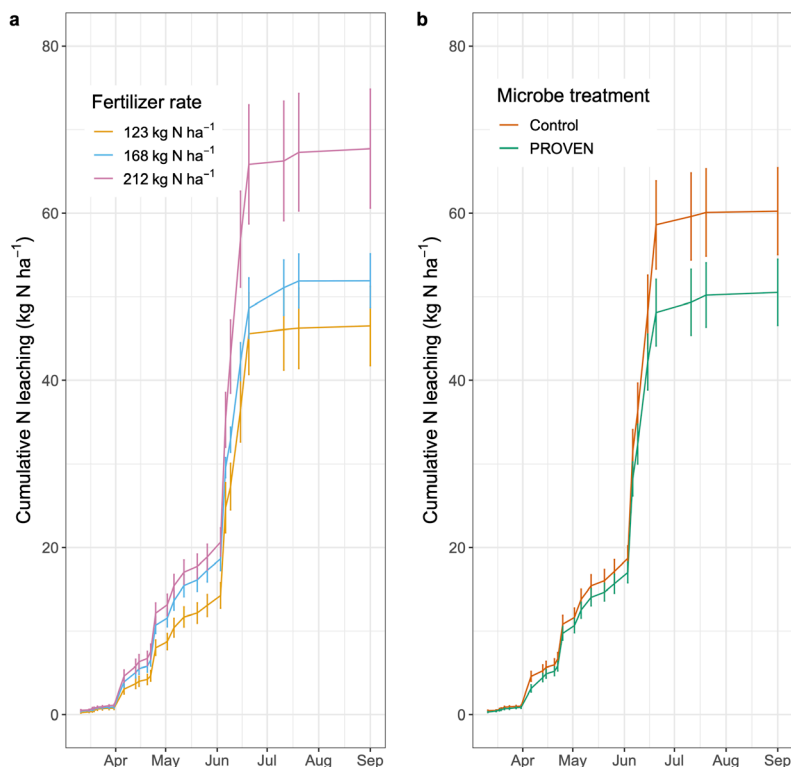 a
Cumulative N leaching (kg N ha⁻¹)
80
60
40
20
0
Fertilizer rate
123 kg N ha⁻¹
168 kg N ha⁻¹
212 kg N ha⁻¹
Apr May Jun Jul Aug Sep
b
Cumulative N leaching (kg N ha⁻¹)
80
60
40
20
0
Microbe treatment
Control
PROVEN
Apr May Jun Jul Aug Sep